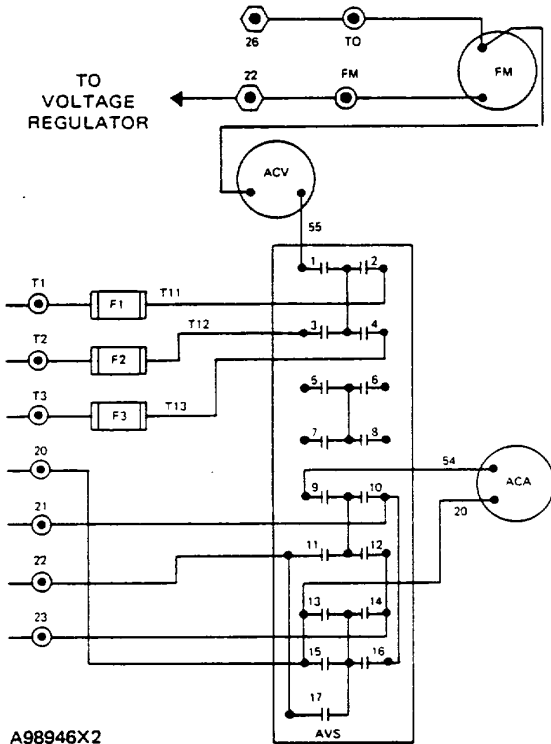 26
TO
FM
TO
VOLTAGE
REGULATOR
22
FM
ACV
55
1
2
T1
F1
T11
T12
3
4
T2
F2
T3
F3
T13
5
6
7
8
20
54
ACA
9
10
20
21
11
12
22
13
14
23
15
16
17
AVS
A98946X2